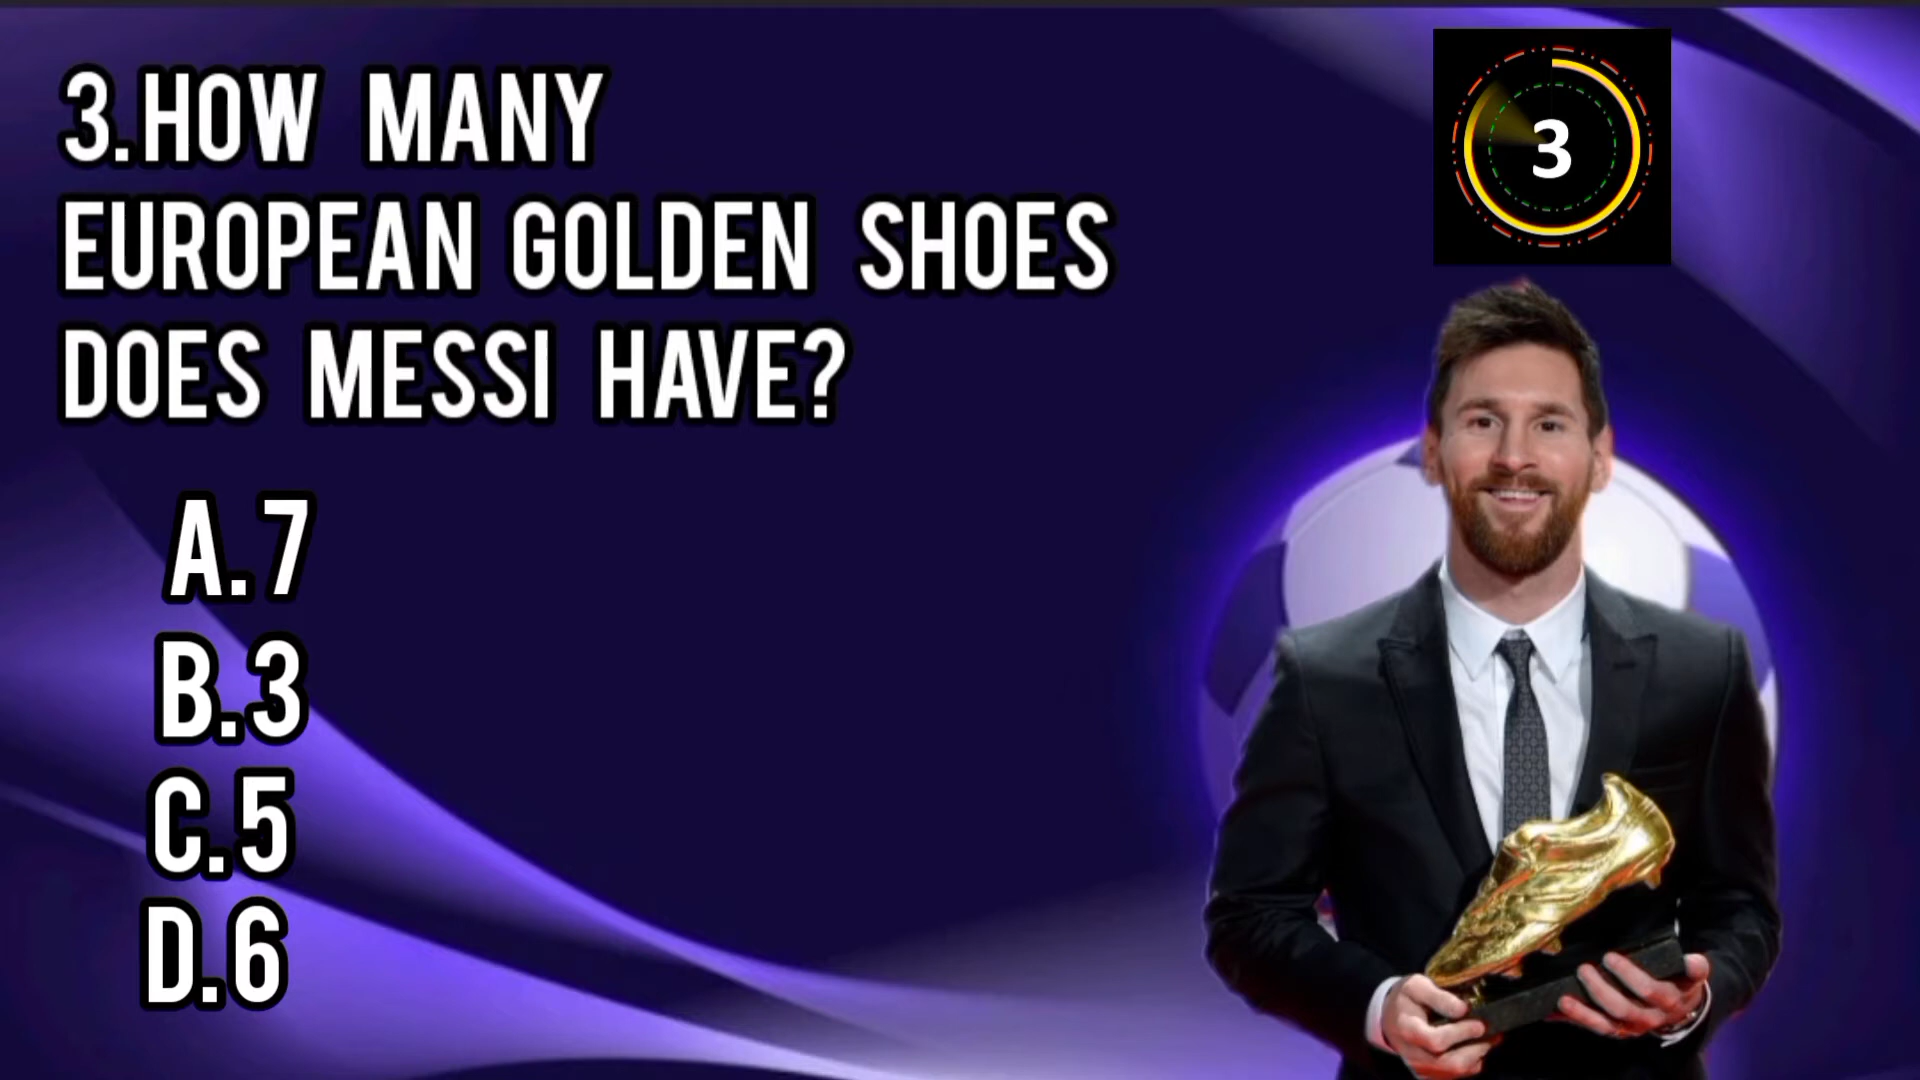 3.HOW MANY
EUROPEAN GOLDEN SHOES
DOES MESSI HAVE?
A.7
B.3
C.5
D.6
3